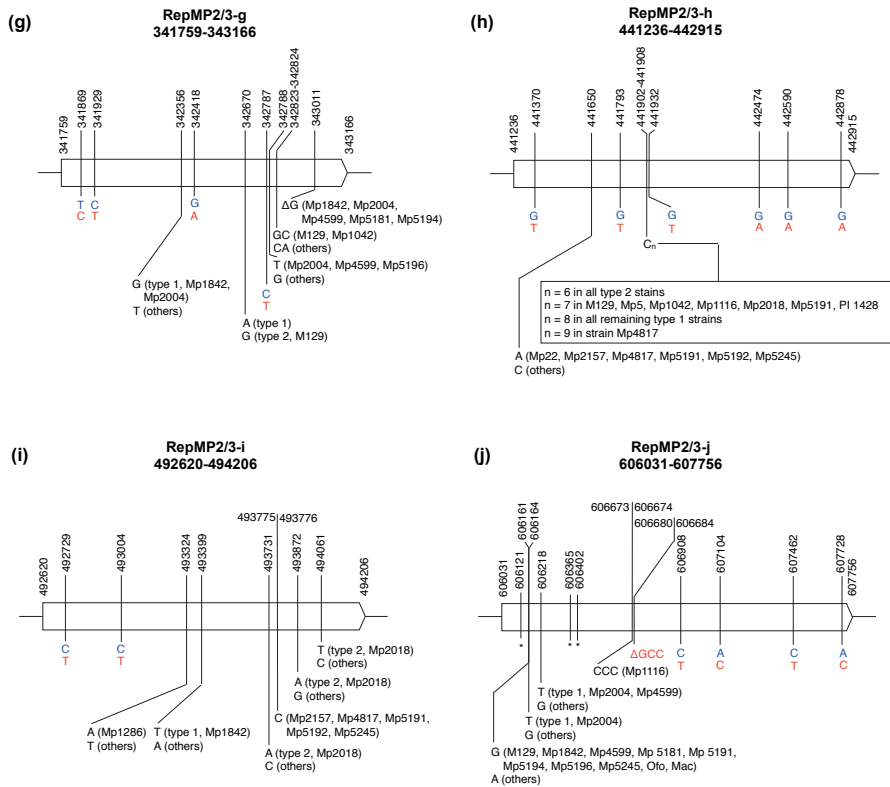 (g)
RepMP2/3-g
341759-343166
341759
341869
341929
342356
342418
342670
342787
342788
342823-342824
343011
343166
T
C
C
T
G
A
ΔG (Mp1842, Mp2004,
Mp4599, Mp5181, Mp5194)
GC (M129, Mp1042)
CA (others)
T (Mp2004, Mp4599, Mp5196)
G (others)
G (type 1, Mp1842,
Mp2004)
T (others)
C
T
A (type 1)
G (type 2, M129)
(h)
RepMP2/3-h
441236-442915
441236
441370
441650
441793
441902-441908
441932
442474
442590
442878
442915
G
T
G
T
G
T
G
A
G
A
G
A
Cn
n = 6 in all type 2 stains
n = 7 in M129, Mp5, Mp1042, Mp1116, Mp2018, Mp5191, PI 1428
n = 8 in all remaining type 1 strains
n = 9 in strain Mp4817
A (Mp22, Mp2157, Mp4817, Mp5191, Mp5192, Mp5245)
C (others)
(i)
RepMP2/3-i
492620-494206
493775
493776
492620
492729
493004
493324
493399
493731
493872
494061
494206
C
T
C
T
T (type 2, Mp2018)
C (others)
A (type 2, Mp2018)
G (others)
C (Mp2157, Mp4817, Mp5191,
Mp5192, Mp5245)
A (Mp1286)
T (others)
T (type 1, Mp1842)
A (others)
A (type 2, Mp2018)
C (others)
(j)
RepMP2/3-j
606031-607756
606673
606674
606680
606684
606031
606121
606161
606164
606218
606365
606402
606908
607104
607462
607728
607756
*
*
*
ΔGCC
C
T
A
C
C
T
A
C
CCC (Mp1116)
T (type 1, Mp2004, Mp4599)
G (others)
T (type 1, Mp2004)
G (others)
G (M129, Mp1842, Mp4599, Mp 5181, Mp 5191,
Mp5194, Mp5196, Mp5245, Ofo, Mac)
A (others)